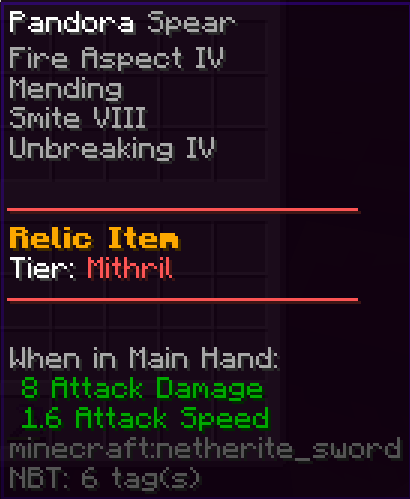 Pandora Spear
Fire Aspect IV
Mending
Smite VIII
Unbreaking IV
Relic Item
Tier: Mithril
When in Main Hand:
8 Attack Damage
1.6 Attack Speed
minecraft:netherite_sword
NBT: 6 tag(s)